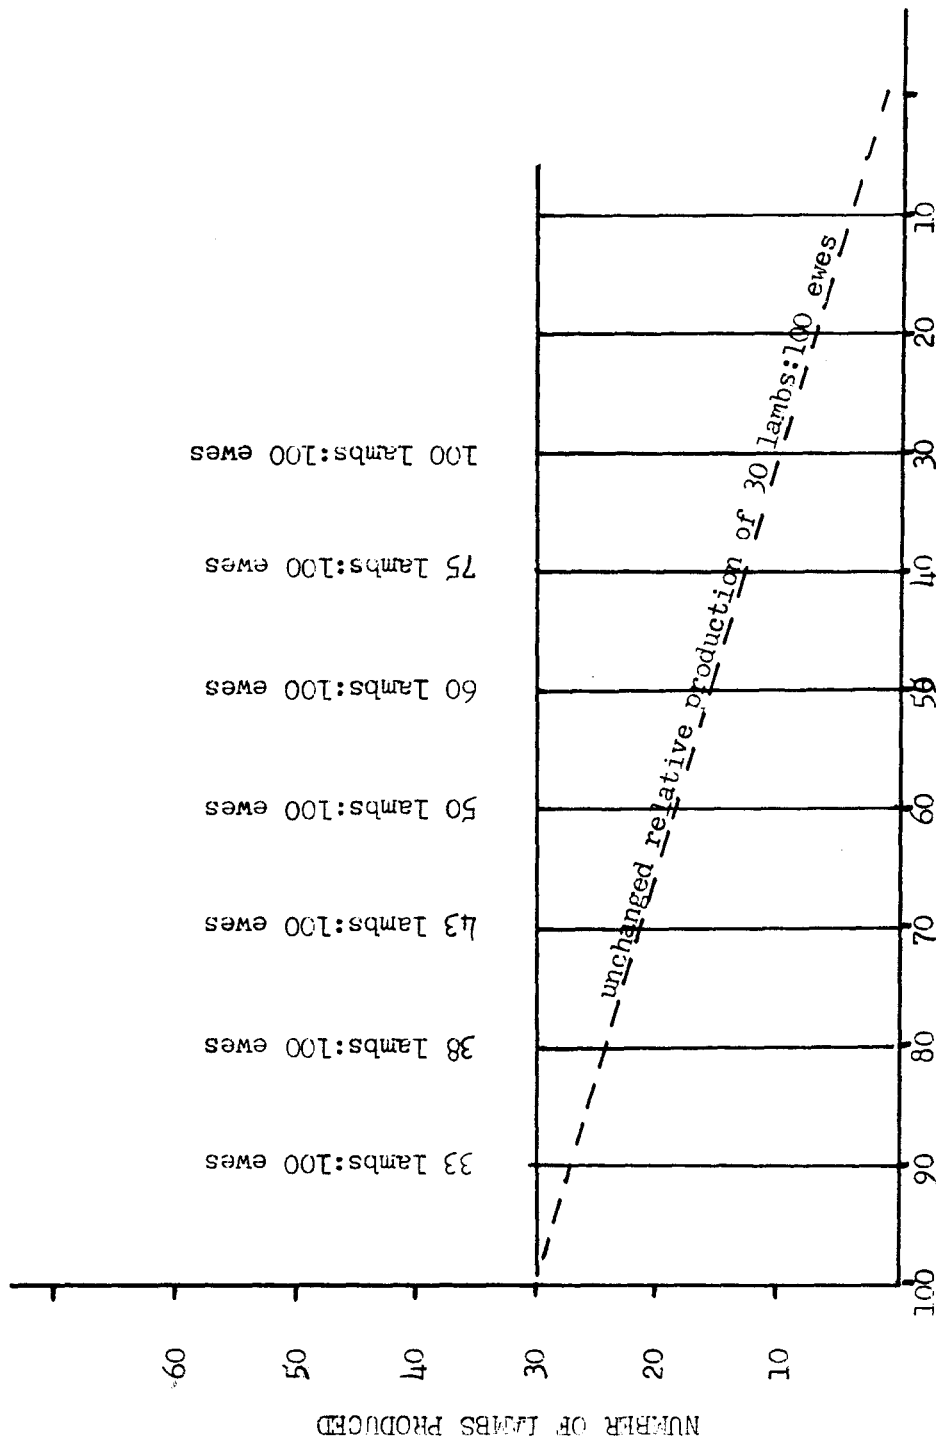 100 lambs:100 ewes
75 lambs:100 ewes
60 lambs:100 ewes
50 lambs:100 ewes
43 lambs:100 ewes
38 lambs:100 ewes
33 lambs:100 ewes
unchanged relative production of 30 lambs:100 ewes
NUMBER OF LAMBS PRODUCED
60
50
40
30
20
10
100
90
80
70
60
50
40
30
20
10